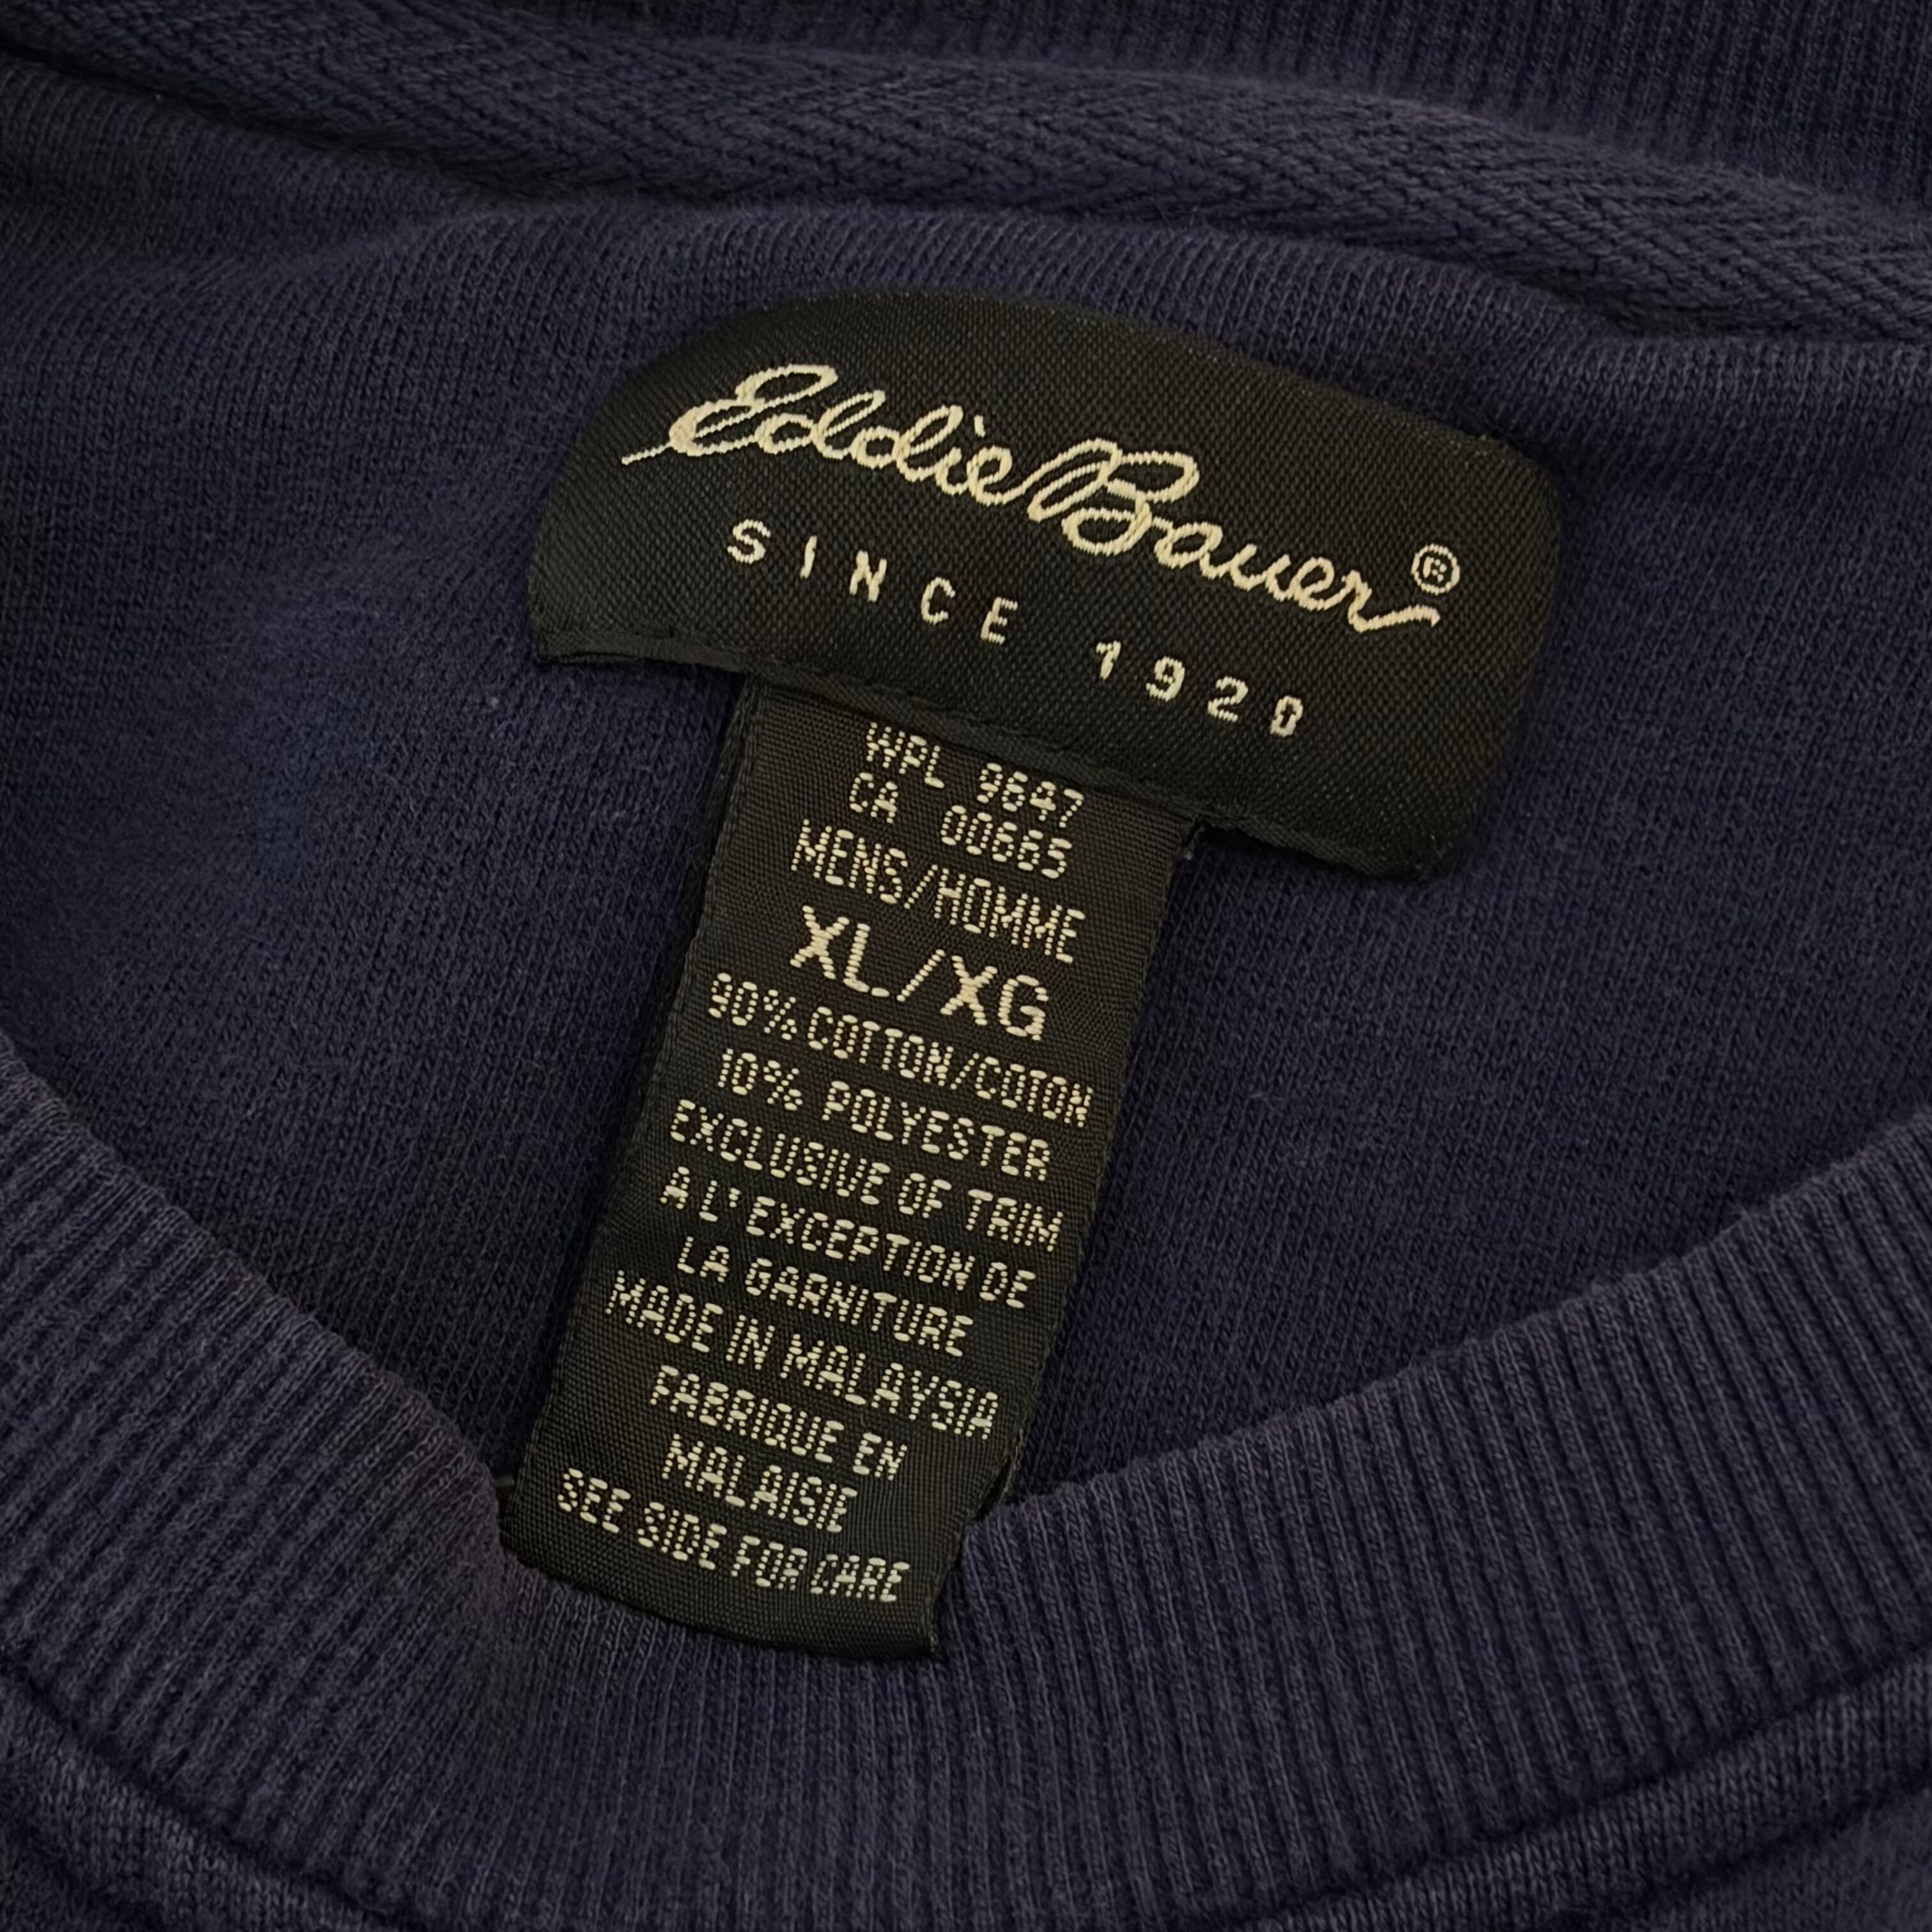 Eddie Bauer®
SINCE 1920
WPL 9647
CA 00665
MENS/HOMME
XL/XG
90% COTTON/COTON
10% POLYESTER
EXCLUSIVE OF TRIM
A L'EXCEPTION DE
LA GARNITURE
MADE IN MALAYSIA
FABRIQUE EN
MALAISIE
SEE SIDE FOR CARE